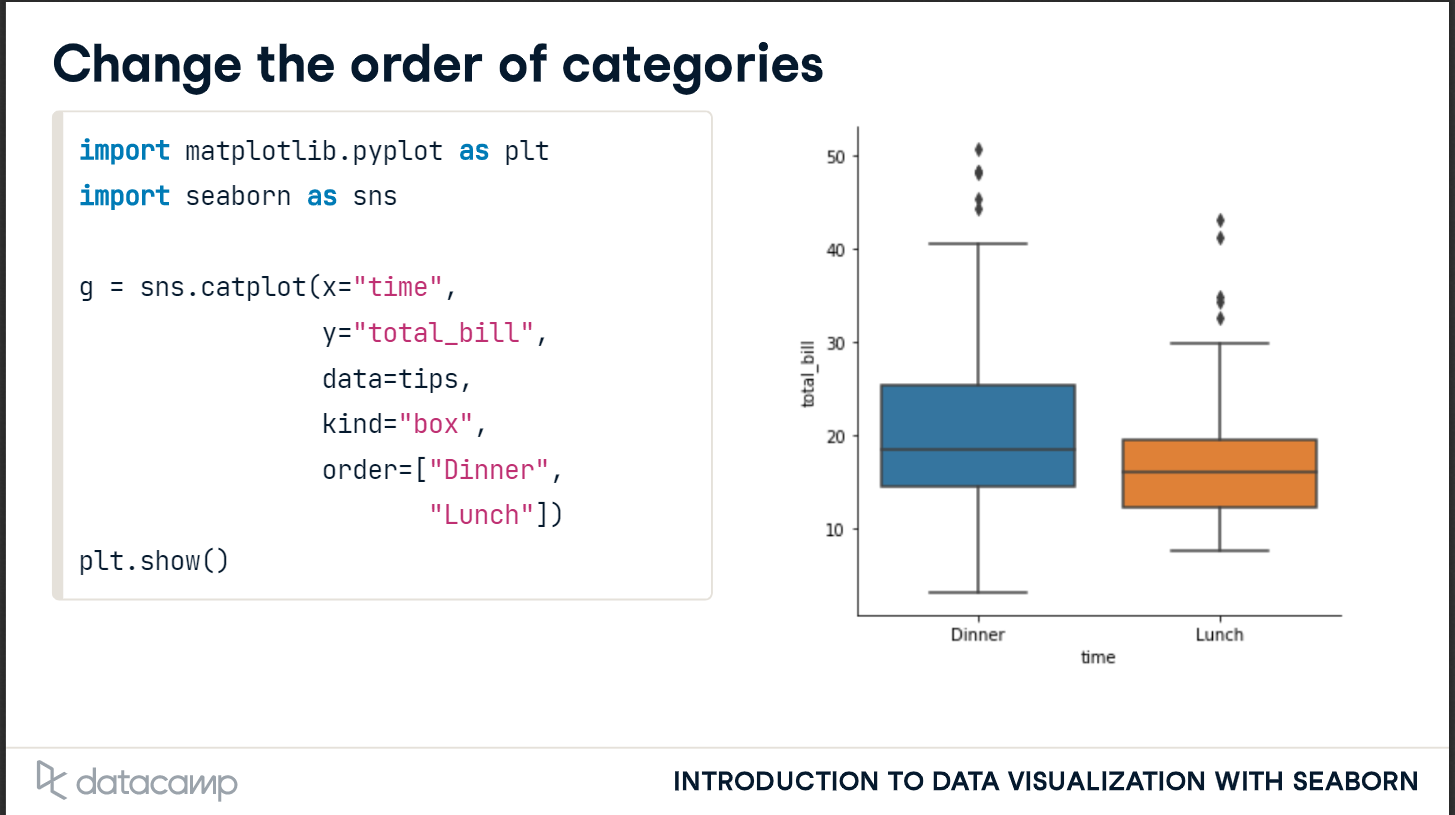 Change the order of categories
import matplotlib.pyplot as plt
import seaborn as sns
g = sns.catplot(x="time",
y="total_bill",
data=tips,
kind="box",
order=["Dinner",
"Lunch"])
plt.show()
50
40
30
20
10
total_bill
Dinner
Lunch
time
datacamp
INTRODUCTION TO DATA VISUALIZATION WITH SEABORN